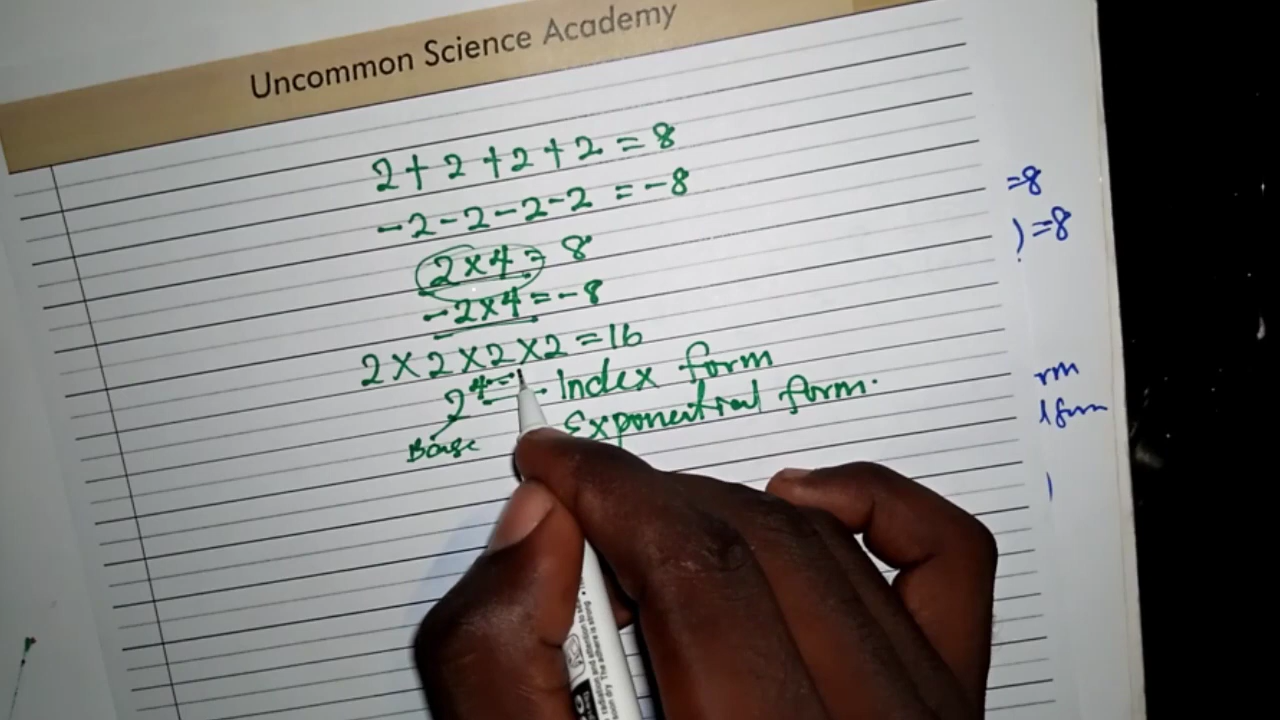 Uncommon Science Academy
2 + 2 + 2 + 2 = 8
-2 - 2 - 2 - 2 = -8
2 × 4 = 8
-2 × 4 = -8
2 × 2 × 2 × 2 = 16
2⁴ Index form
Exponential form.
Base
=8
) =8
rm